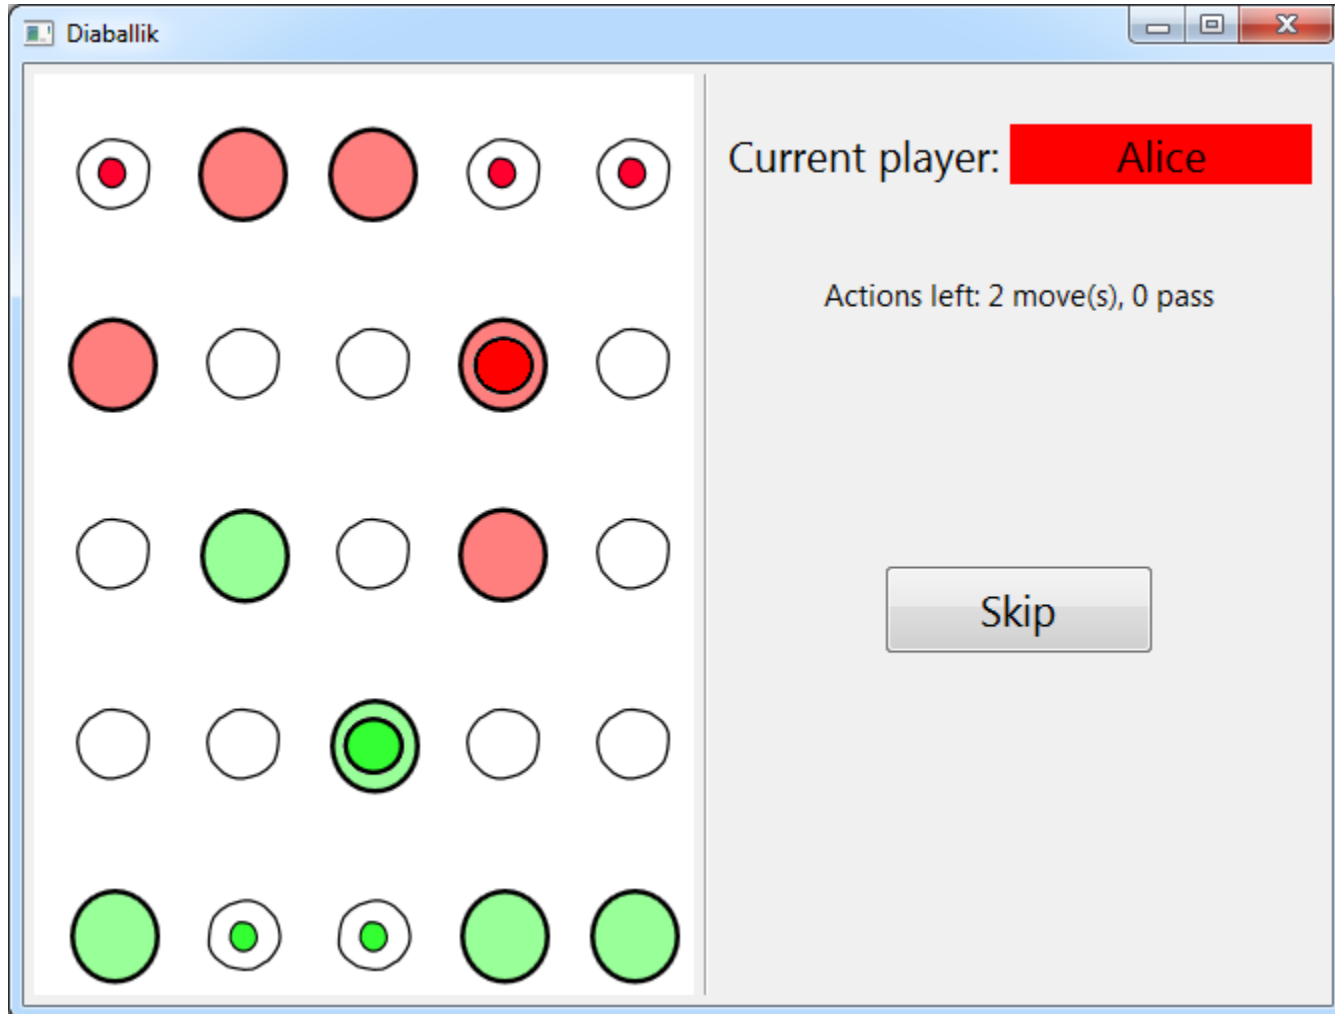 Diaballik
Current player: Alice
Actions left: 2 move(s), 0 pass
Skip